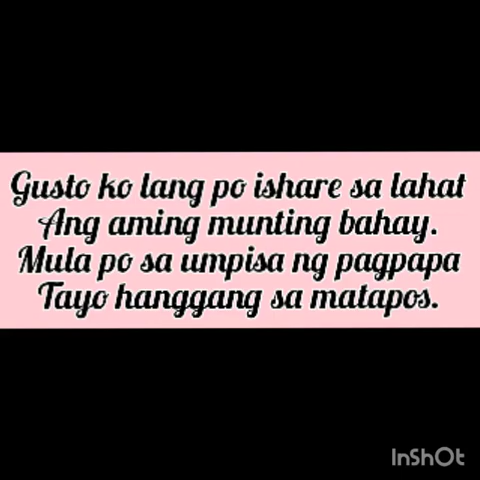 Gusto ko lang po ishare sa lahat
Ang aming munting bahay.
Mula po sa umpisa ng pagpapa
Tayo hanggang sa matapos.
InShOt